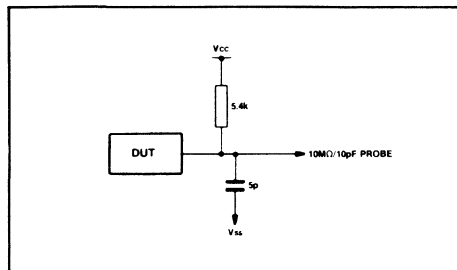 Vcc
5.4k
DUT
10MΩ/10pF PROBE
5p
Vss